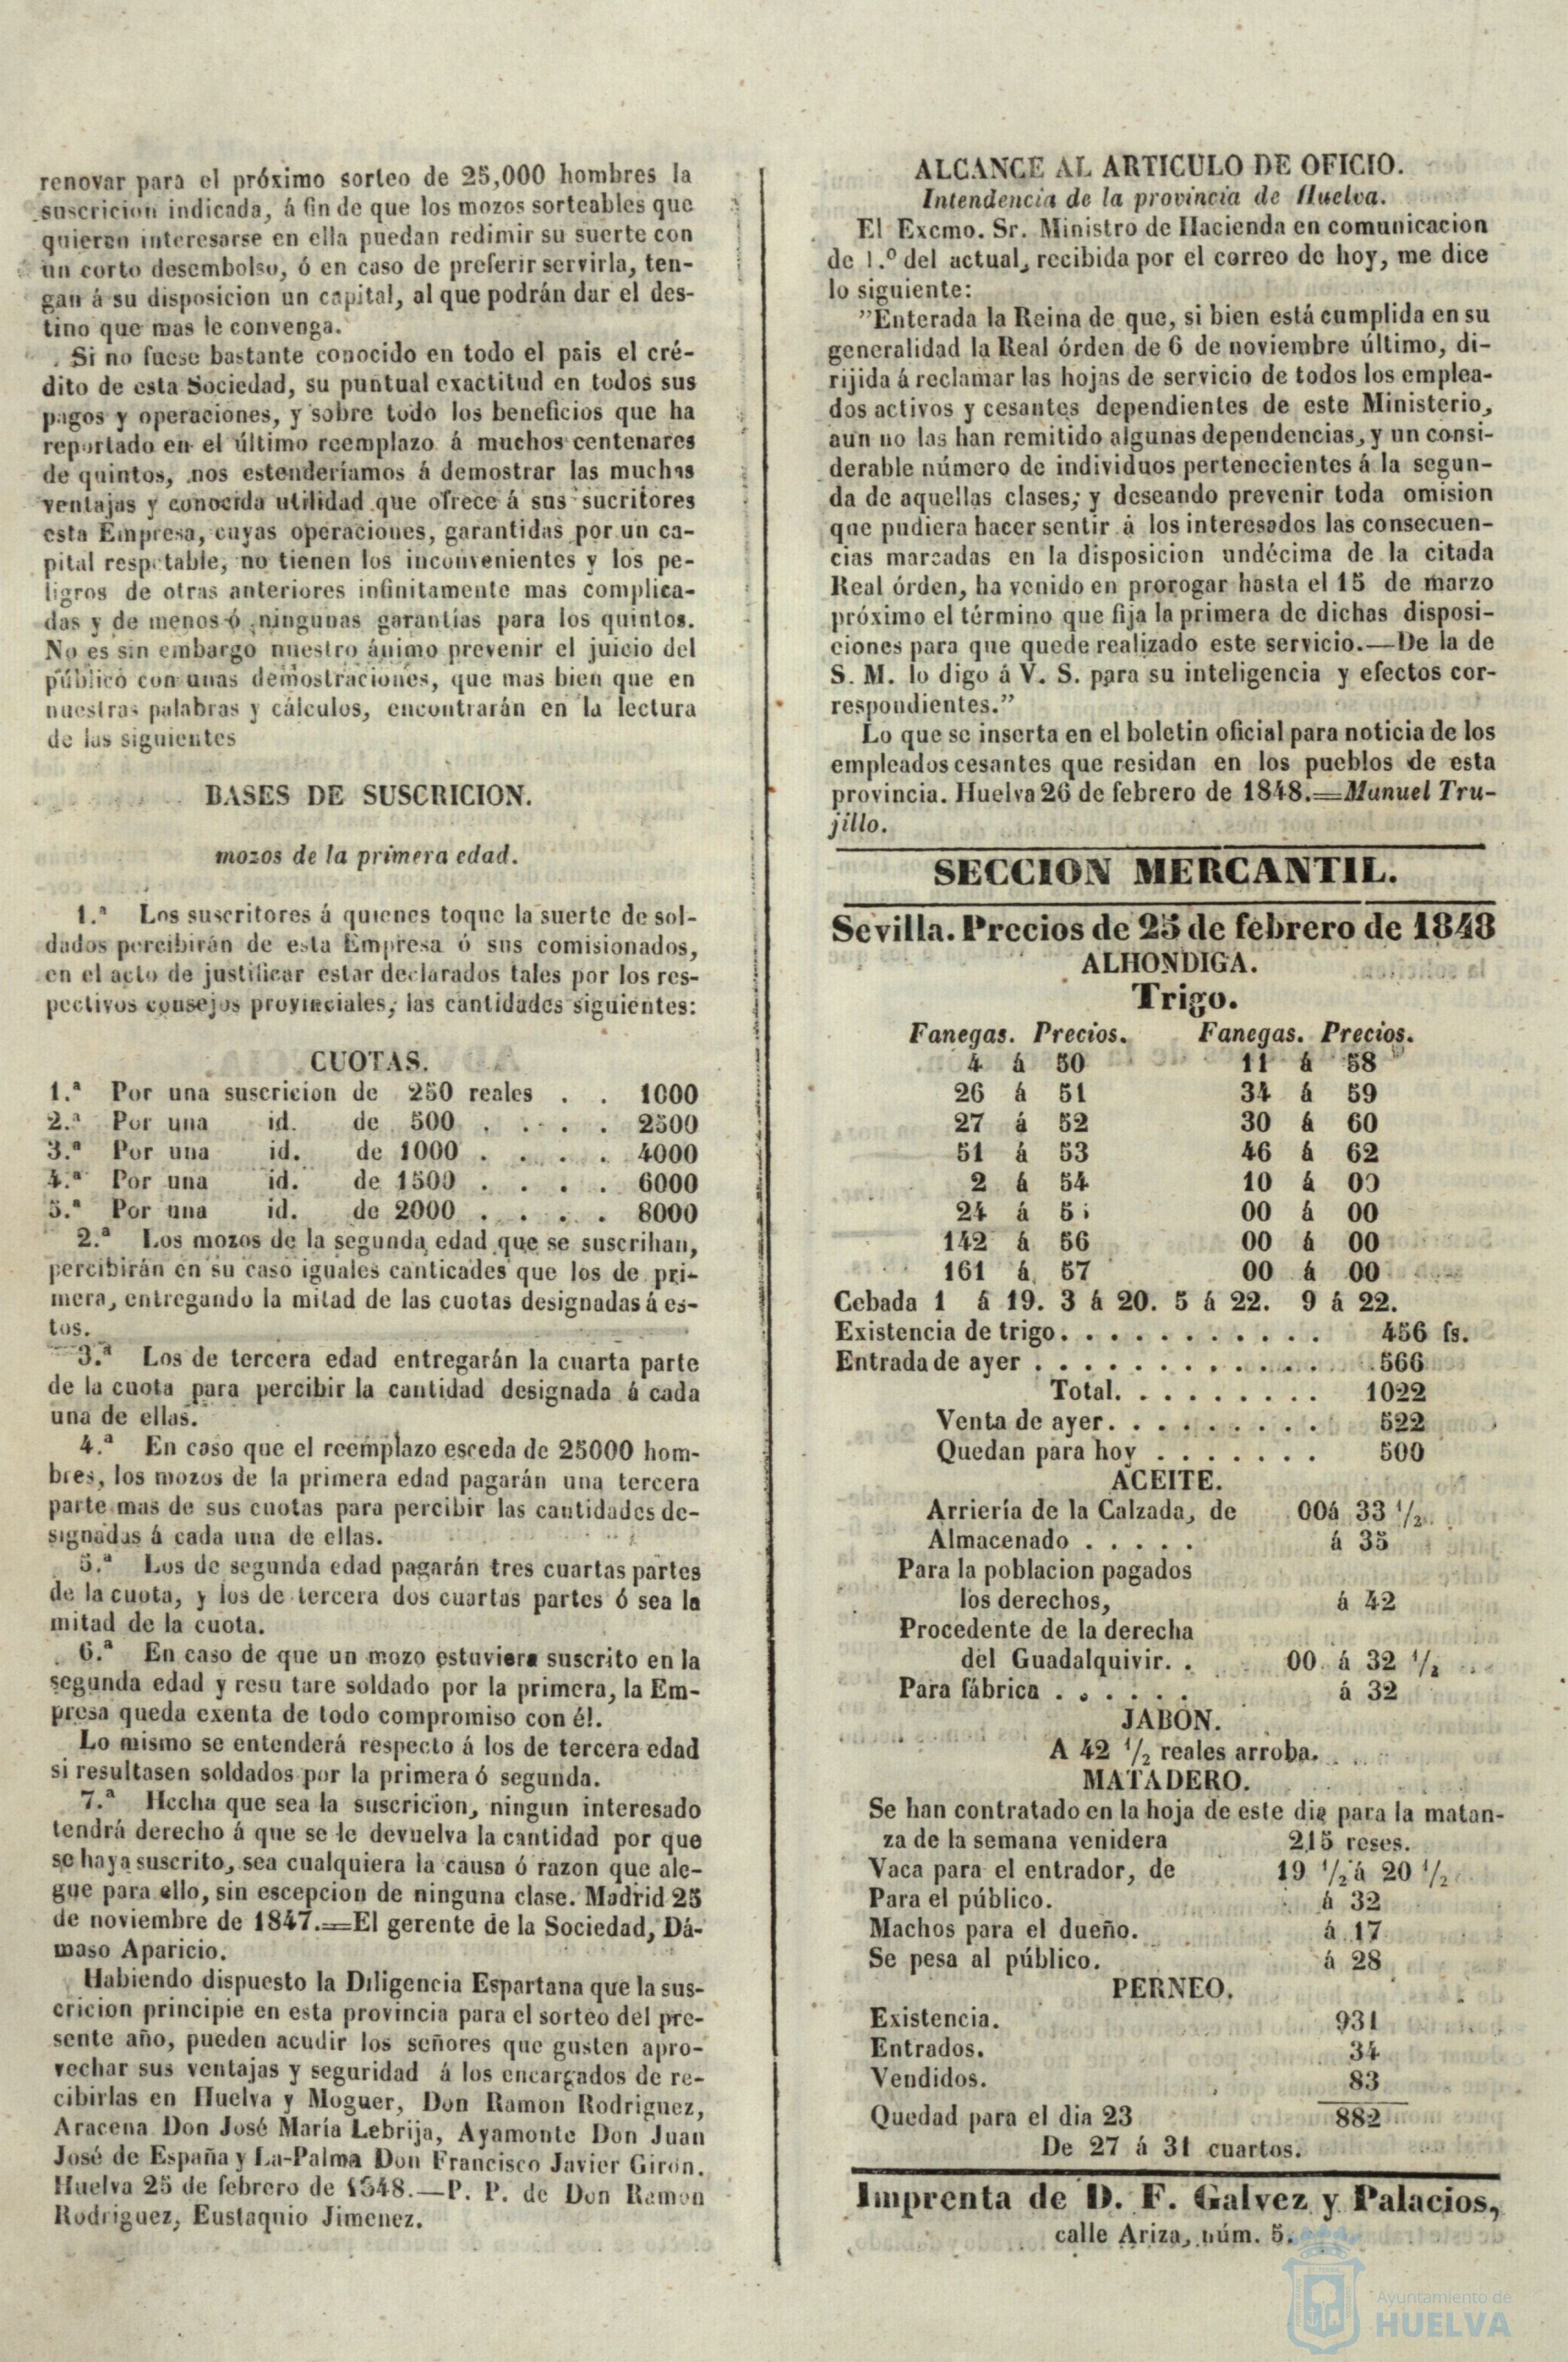 renovar para el próximo sorteo de 25,000 hombres la
suscricion indicada, á fin de que los mozos sorteables que
quieren interesarse en ella puedan redimir su suerte con
un corto desembolso, ó en caso de preferir servirla, ten-
gan á su disposicion un capital, al que podrán dar el des-
tino que mas le convenga.
Si no fuese bastante conocido en todo el pais el cré-
dito de esta Sociedad, su puntual exactitud en todos sus
pagos y operaciones, y sobre todo los beneficios que ha
reportado en el último reemplazo á muchos centenares
de quintos, nos estenderíamos á demostrar las muchas
ventajas y conocida utilidad que ofrece á sus sucritores
esta Empresa, cuyas operaciones, garantidas por un ca-
pital respetable, no tienen los inconvenientes y los pe-
ligros de otras anteriores infinitamente mas complica-
das y de menos ó ningunas garantías para los quintos.
No es sin embargo nuestro ánimo prevenir el juicio del
público con unas demostraciones, que mas bien que en
nuestras palabras y cálculos, encontrarán en la lectura
de las siguientes
BASES DE SUSCRICION.
mozos de la primera edad.
1.ª Los suscritores á quienes toque la suerte de sol-
dados percibirán de esta Empresa ó sus comisionados,
en el acto de justificar estar declarados tales por los res-
pectivos consejos provinciales, las cantidades siguientes:
CUOTAS.
1.ª Por una suscricion de 250 reales . . 1000
2.ª Por una id. de 500 . . . . 2500
3.ª Por una id. de 1000 . . . . 4000
4.ª Por una id. de 1500 . . . . 6000
5.ª Por una id. de 2000 . . . . 8000
2.ª Los mozos de la segunda edad que se suscriban,
percibirán en su caso iguales canticades que los de pri-
mera, entregando la mitad de las cuotas designadas á es-
tos.
3.ª Los de tercera edad entregarán la cuarta parte
de la cuota para percibir la cantidad designada á cada
una de ellas.
4.ª En caso que el reemplazo esceda de 25000 hom-
bres, los mozos de la primera edad pagarán una tercera
parte mas de sus cuotas para percibir las cantidades de-
signadas á cada una de ellas.
5.ª Los de segunda edad pagarán tres cuartas partes
de la cuota, y los de tercera dos cuartas partes ó sea la
mitad de la cuota.
6.ª En caso de que un mozo estuviera suscrito en la
segunda edad y resu tare soldado por la primera, la Em-
presa queda exenta de todo compromiso con él.
Lo mismo se entenderá respecto á los de tercera edad
si resultasen soldados por la primera ó segunda.
7.ª Hecha que sea la suscricion, ningun interesado
tendrá derecho á que se le devuelva la cantidad por que
se haya suscrito, sea cualquiera la causa ó razon que ale-
gue para ello, sin escepcion de ninguna clase. Madrid 25
de noviembre de 1847.=El gerente de la Sociedad, Dá-
maso Aparicio.
Habiendo dispuesto la Diligencia Espartana que la sus-
cricion principie en esta provincia para el sorteo del pre-
sente año, pueden acudir los señores que gusten apro-
vechar sus ventajas y seguridad á los encargados de re-
cibirlas en Huelva y Moguer, Don Ramon Rodriguez,
Aracena Don José María Lebrija, Ayamonte Don Juan
José de España y La-Palma Don Francisco Javier Giron.
Huelva 25 de febrero de 1848.—P. P. de Don Ramon
Rodriguez, Eustaquio Jimenez.
ALCANCE AL ARTICULO DE OFICIO.
Intendencia de la provincia de Huelva.
El Excmo. Sr. Ministro de Hacienda en comunicacion
de 1.º del actual, recibida por el correo de hoy, me dice
lo siguiente:
"Enterada la Reina de que, si bien está cumplida en su
generalidad la Real órden de 6 de noviembre último, di-
rijida á reclamar las hojas de servicio de todos los emplea-
dos activos y cesantes dependientes de este Ministerio,
aun no las han remitido algunas dependencias, y un consi-
derable número de individuos pertenecientes á la segun-
da de aquellas clases; y deseando prevenir toda omision
que pudiera hacer sentir á los interesados las consecuen-
cias marcadas en la disposicion undécima de la citada
Real órden, ha venido en prorogar hasta el 15 de marzo
próximo el término que fija la primera de dichas disposi-
ciones para que quede realizado este servicio.—De la de
S. M. lo digo á V. S. para su inteligencia y efectos cor-
respondientes."
Lo que se inserta en el boletin oficial para noticia de los
empleados cesantes que residan en los pueblos de esta
provincia. Huelva 26 de febrero de 1848.=Manuel Tru-
jillo.
SECCION MERCANTIL.
Sevilla. Precios de 25 de febrero de 1848
ALHONDIGA.
Trigo.
Fanegas. Precios. Fanegas. Precios.
4 á 50 11 á 58
26 á 51 34 á 59
27 á 52 30 á 60
51 á 53 46 á 62
2 á 54 10 á 00
24 á 5 00 á 00
142 á 56 00 á 00
161 á 57 00 á 00
Cebada 1 á 19. 3 á 20. 5 á 22. 9 á 22.
Existencia de trigo. . . . . . . . . . . 456 fs.
Entrada de ayer . . . . . . . . . . . . 566
Total. . . . . . . . . 1022
Venta de ayer. . . . . . . . . 522
Quedan para hoy . . . . . . . 500
ACEITE.
Arriería de la Calzada, de 00á 33 1/2
Almacenado . . . . . á 35
Para la poblacion pagados
los derechos, á 42
Procedente de la derecha
del Guadalquivir. . 00 á 32 1/2
Para fábrica . . . . . . á 32
JABON.
A 42 1/2 reales arroba.
MATADERO.
Se han contratado en la hoja de este dia para la matan-
za de la semana venidera 215 reses.
Vaca para el entrador, de 19 1/2 á 20 1/2
Para el público. á 32
Machos para el dueño. á 17
Se pesa al público. á 28
PERNEO.
Existencia. 931
Entrados. 34
Vendidos. 83
Quedad para el dia 23 882
De 27 á 31 cuartos.
Imprenta de D. F. Galvez y Palacios,
calle Ariza, núm. 5.
Ayuntamiento de
HUELVA